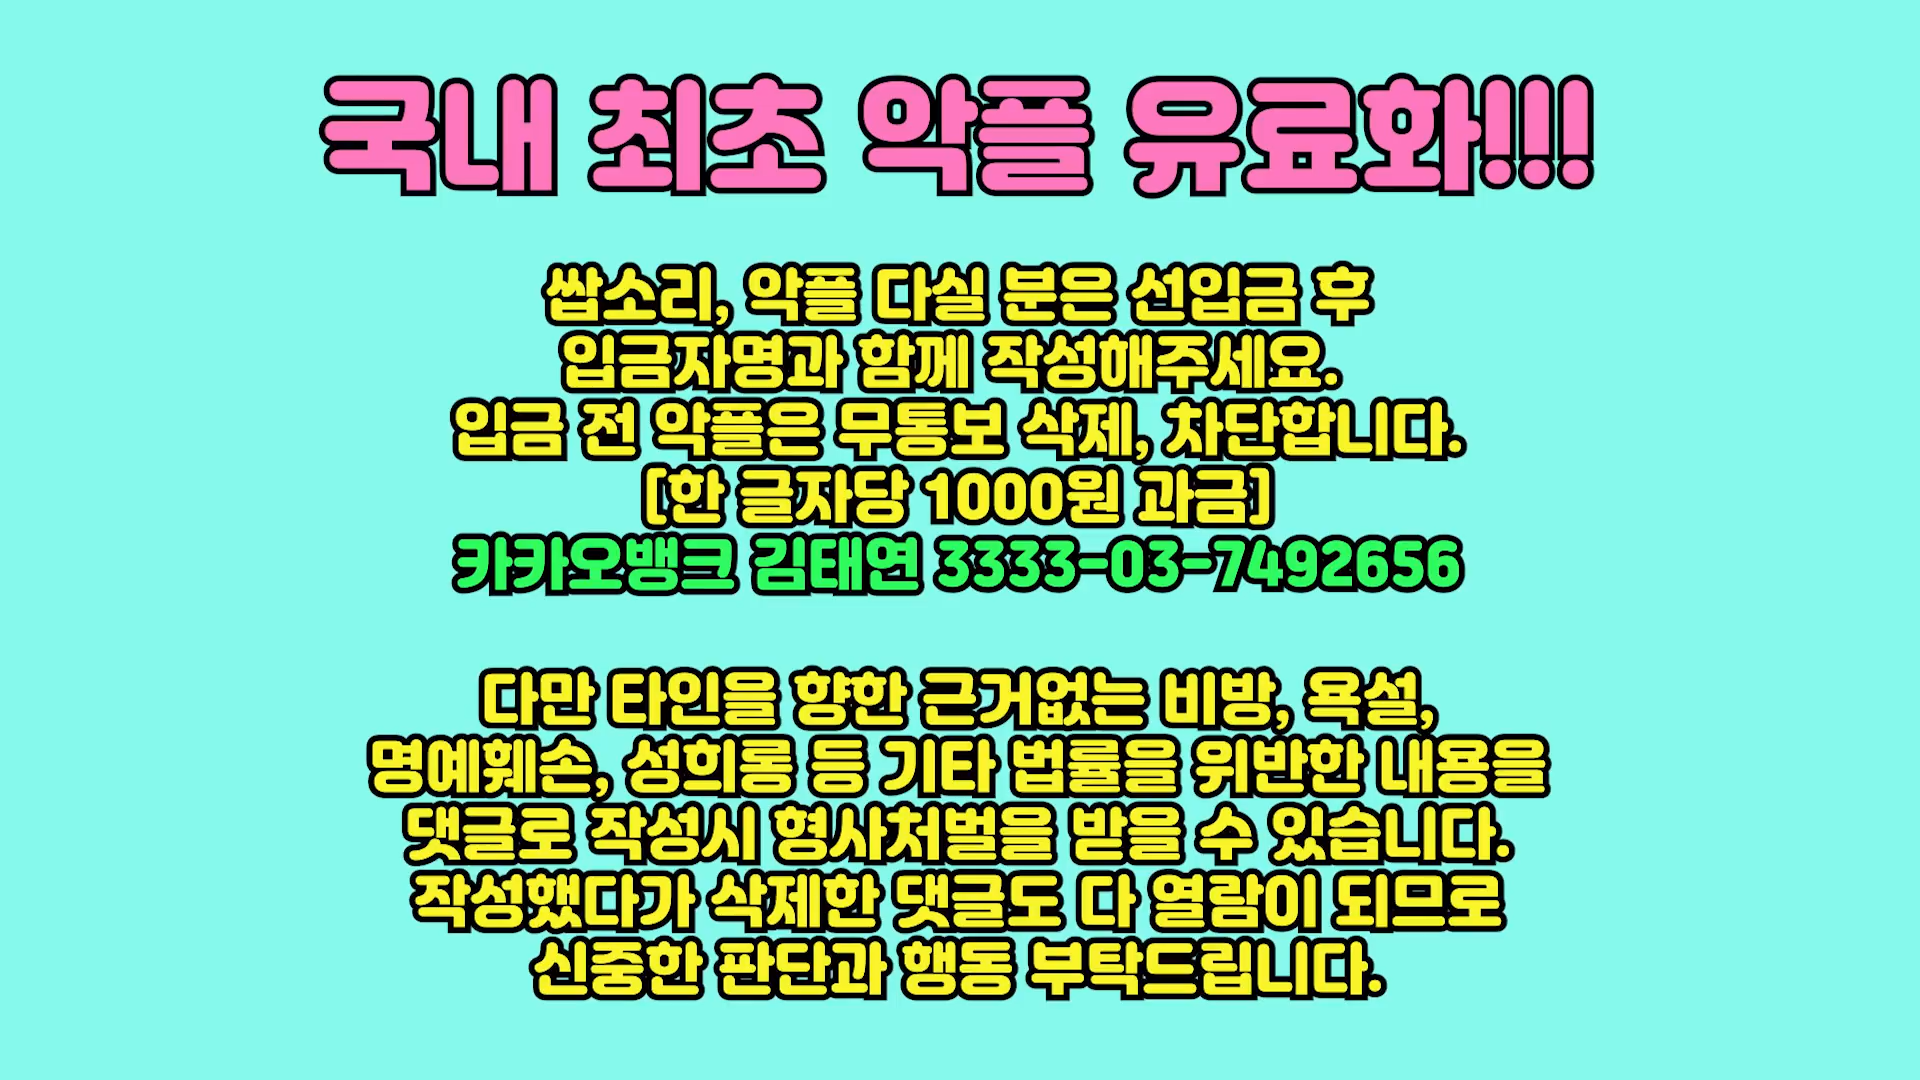 국내 최초 악플 유료화!!!
쌉소리, 악플 다실 분은 선입금 후
입금자명과 함께 작성해주세요.
입금 전 악플은 무통보 삭제, 차단합니다.
[한 글자당 1000원 과금]
카카오뱅크 김태연 3333-03-7492656
다만 타인을 향한 근거없는 비방, 욕설,
명예훼손, 성희롱 등 기타 법률을 위반한 내용을
댓글로 작성시 형사처벌을 받을 수 있습니다.
작성했다가 삭제한 댓글도 다 열람이 되므로
신중한 판단과 행동 부탁드립니다.